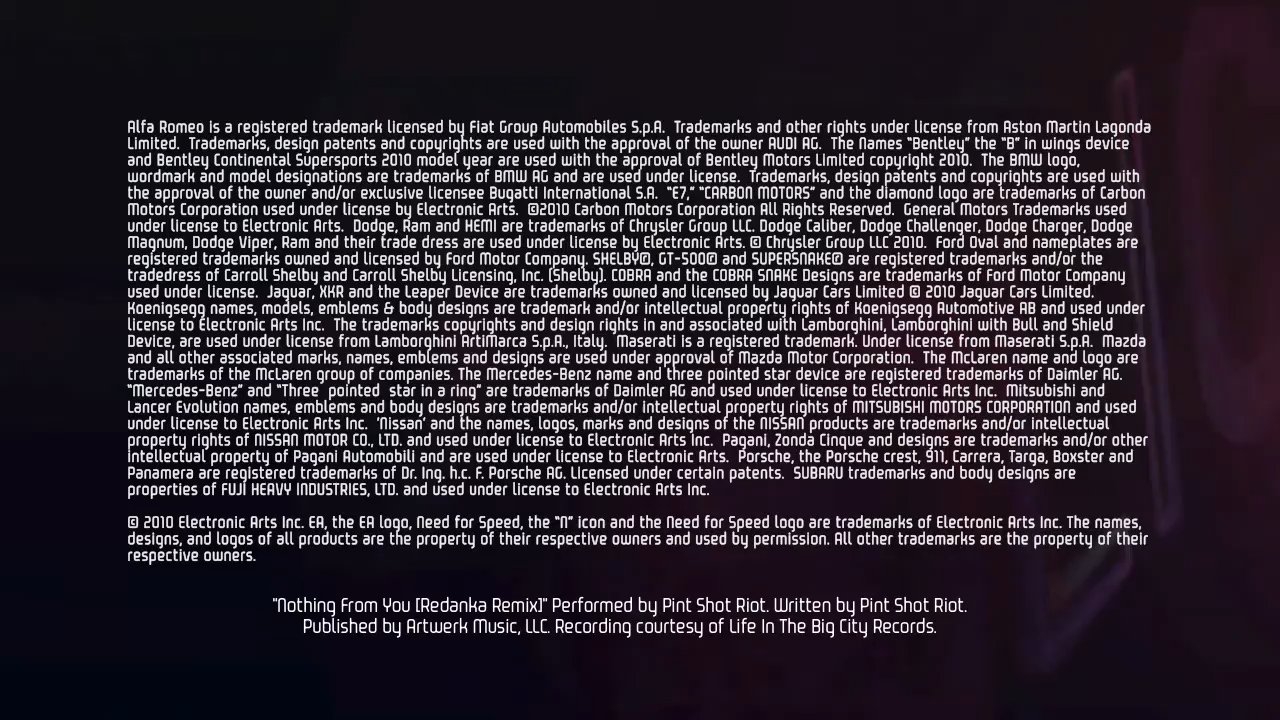 Alfa Romeo is a registered trademark licensed by Fiat Group Automobiles S.p.A.  Trademarks and other rights under license from Aston Martin Lagonda
Limited.  Trademarks, design patents and copyrights are used with the approval of the owner AUDI AG.  The Names “Bentley” the “B” in wings device
and Bentley Continental Supersports 2010 model year are used with the approval of Bentley Motors Limited copyright 2010.  The BMW logo,
wordmark and model designations are trademarks of BMW AG and are used under license.  Trademarks, design patents and copyrights are used with
the approval of the owner and/or exclusive licensee Bugatti International S.A.  “E7,” “CARBON MOTORS” and the diamond logo are trademarks of Carbon
Motors Corporation used under license by Electronic Arts.  ©2010 Carbon Motors Corporation All Rights Reserved.  General Motors Trademarks used
under license to Electronic Arts.  Dodge, Ram and HEMI are trademarks of Chrysler Group LLC. Dodge Caliber, Dodge Challenger, Dodge Charger, Dodge
Magnum, Dodge Viper, Ram and their trade dress are used under license by Electronic Arts. © Chrysler Group LLC 2010.  Ford Oval and nameplates are
registered trademarks owned and licensed by Ford Motor Company. SHELBY®, GT-500® and SUPERSNAKE® are registered trademarks and/or the
tradedress of Carroll Shelby and Carroll Shelby Licensing, Inc. (Shelby). COBRA and the COBRA SNAKE Designs are trademarks of Ford Motor Company
used under license.  Jaguar, XKR and the Leaper Device are trademarks owned and licensed by Jaguar Cars Limited © 2010 Jaguar Cars Limited.
Koenigsegg names, models, emblems & body designs are trademark and/or intellectual property rights of Koenigsegg Automotive AB and used under
license to Electronic Arts Inc.  The trademarks copyrights and design rights in and associated with Lamborghini, Lamborghini with Bull and Shield
Device, are used under license from Lamborghini ArtiMarca S.p.A., Italy.  Maserati is a registered trademark. Under license from Maserati S.p.A.  Mazda
and all other associated marks, names, emblems and designs are used under approval of Mazda Motor Corporation.  The McLaren name and logo are
trademarks of the McLaren group of companies. The Mercedes-Benz name and three pointed star device are registered trademarks of Daimler AG.
“Mercedes-Benz” and “Three  pointed  star in a ring” are trademarks of Daimler AG and used under license to Electronic Arts Inc.  Mitsubishi and
Lancer Evolution names, emblems and body designs are trademarks and/or intellectual property rights of MITSUBISHI MOTORS CORPORATION and used
under license to Electronic Arts Inc.  ‘Nissan’ and the names, logos, marks and designs of the NISSAN products are trademarks and/or intellectual
property rights of NISSAN MOTOR CO., LTD. and used under license to Electronic Arts Inc.  Pagani, Zonda Cinque and designs are trademarks and/or other
intellectual property of Pagani Automobili and are used under license to Electronic Arts.  Porsche, the Porsche crest, 911, Carrera, Targa, Boxster and
Panamera are registered trademarks of Dr. Ing. h.c. F. Porsche AG. Licensed under certain patents.  SUBARU trademarks and body designs are
properties of FUJI HEAVY INDUSTRIES, LTD. and used under license to Electronic Arts Inc.
© 2010 Electronic Arts Inc. EA, the EA logo, Need for Speed, the “N” icon and the Need for Speed logo are trademarks of Electronic Arts Inc. The names,
designs, and logos of all products are the property of their respective owners and used by permission. All other trademarks are the property of their
respective owners.
"Nothing From You [Redanka Remix]" Performed by Pint Shot Riot. Written by Pint Shot Riot.
Published by Artwerk Music, LLC. Recording courtesy of Life In The Big City Records.